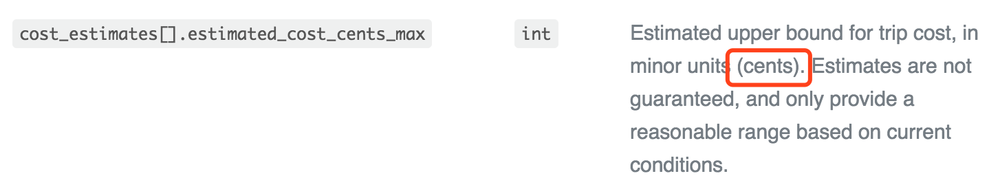 cost_estimates[].estimated_cost_cents_max int Estimated upper bound for trip cost, in
minor units (cents). Estimates are not
guaranteed, and only provide a
reasonable range based on current
conditions.